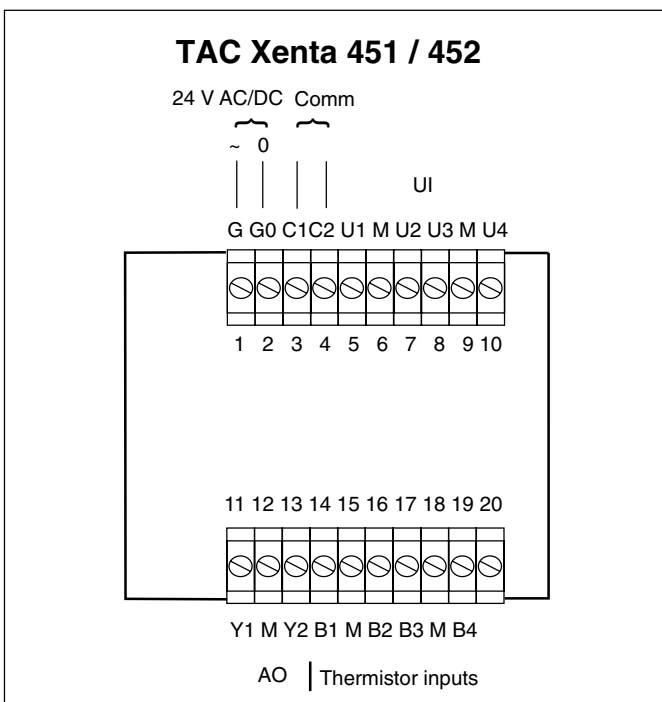 TAC Xenta 451 / 452
24 V AC/DC Comm
~ 0
UI
G G0 C1 C2 U1 M U2 U3 M U4
1 2 3 4 5 6 7 8 9 10
11 12 13 14 15 16 17 18 19 20
Y1 M Y2 B1 M B2 B3 M B4
AO Thermistor inputs